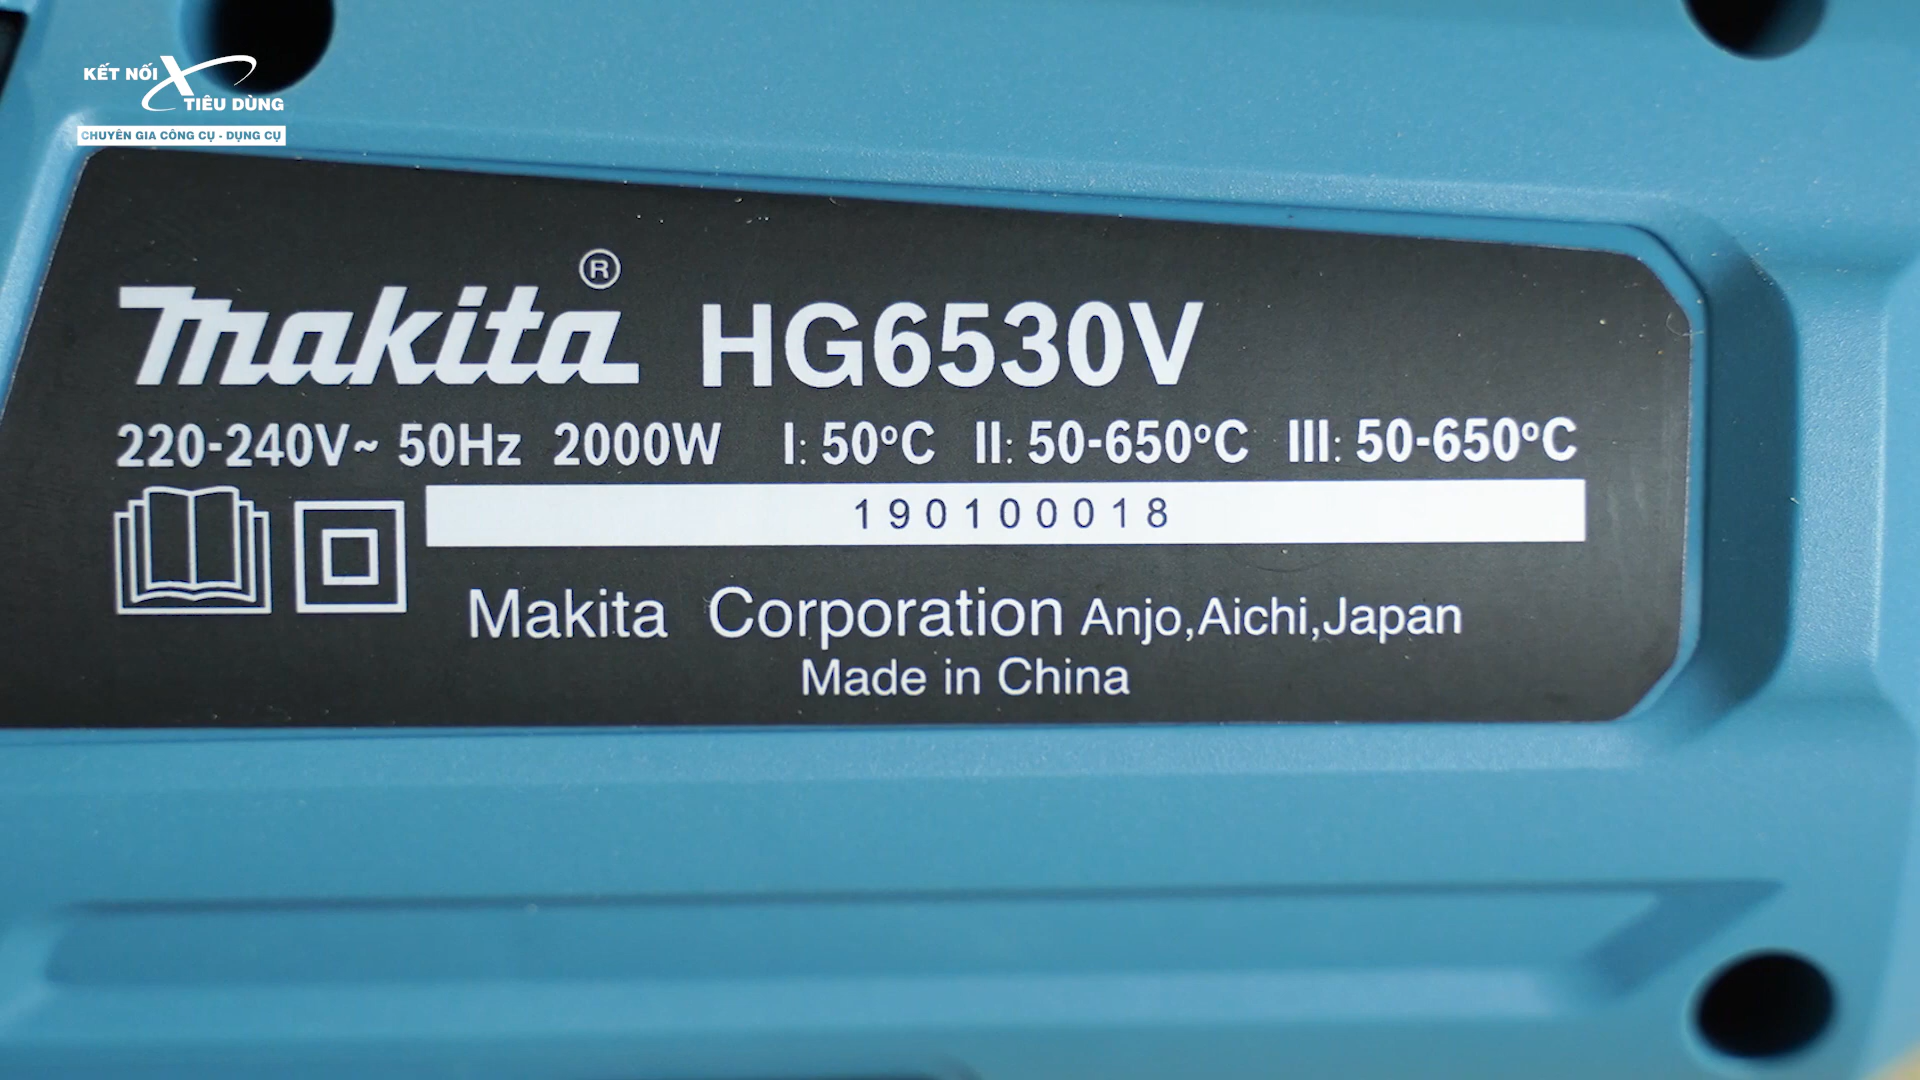 KẾT NỐI
TIÊU DÙNG
CHUYÊN GIA CÔNG CỤ - DỤNG CỤ
makita® HG6530V
220-240V~ 50Hz 2000W I: 50°C II: 50-650°C III: 50-650°C
190100018
Makita Corporation Anjo,Aichi,Japan
Made in China